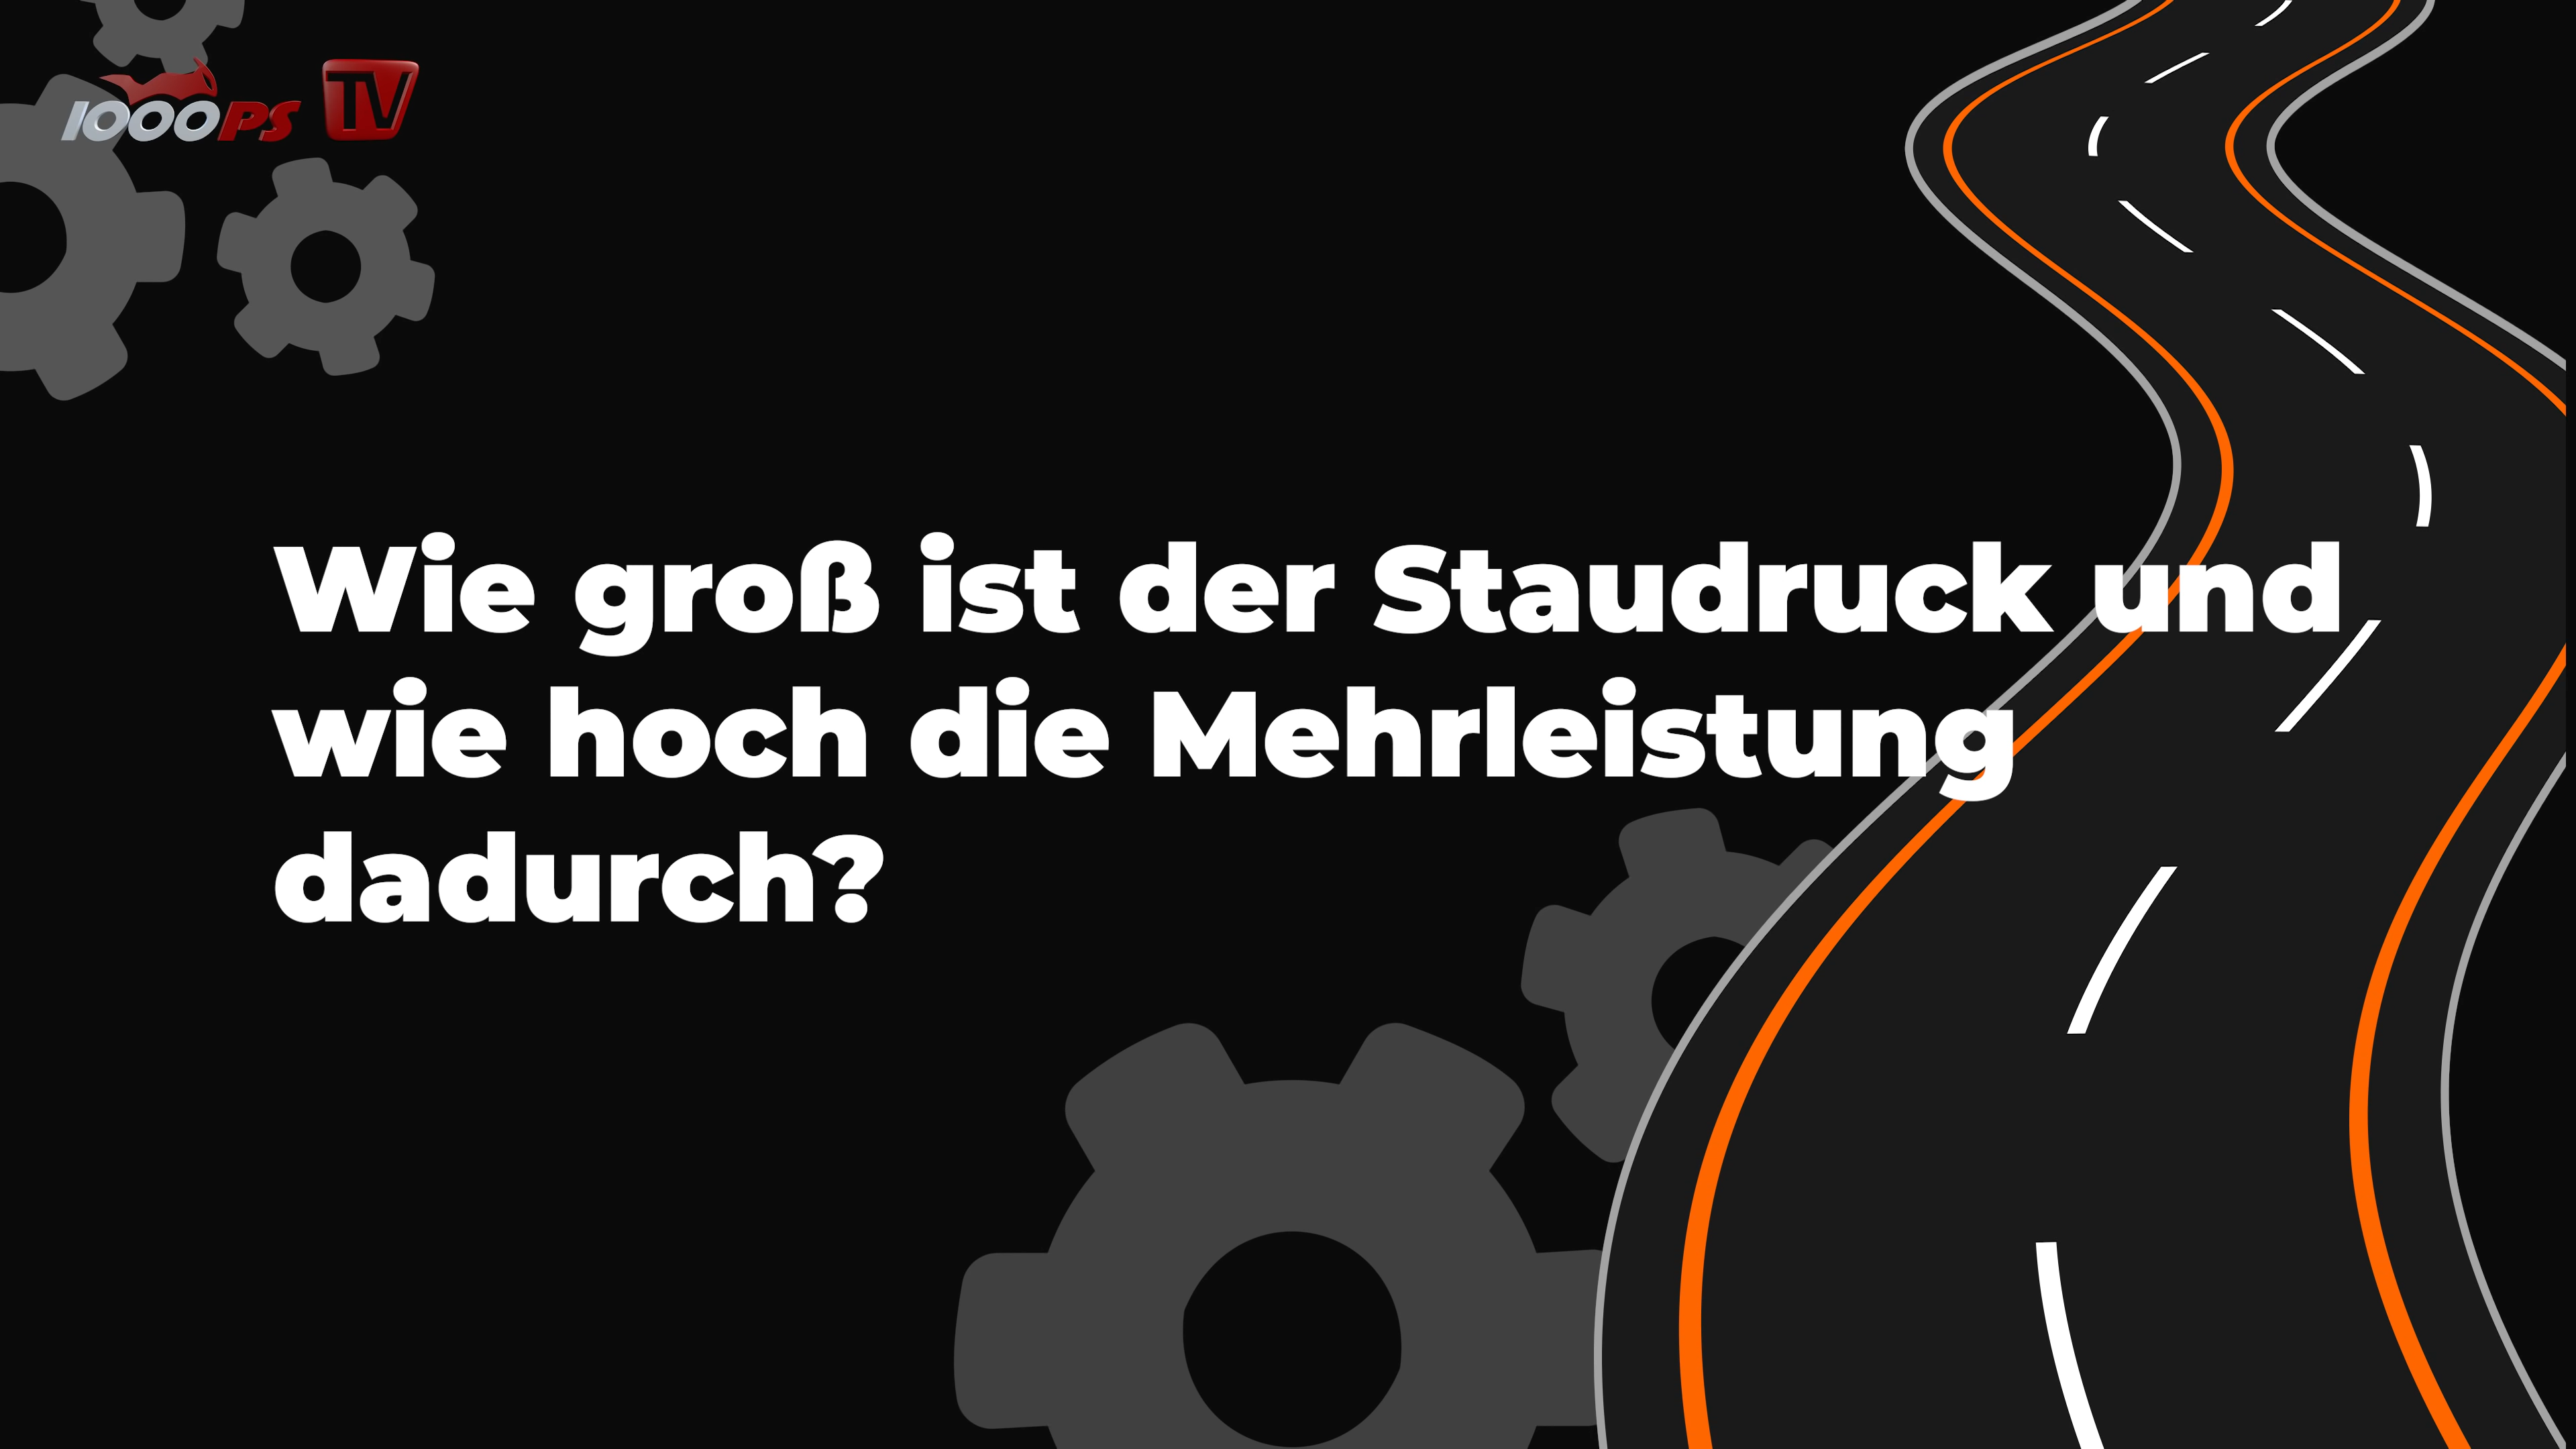 1000PS TV
Wie groß ist der Staudruck und
wie hoch die Mehrleistung
dadurch?